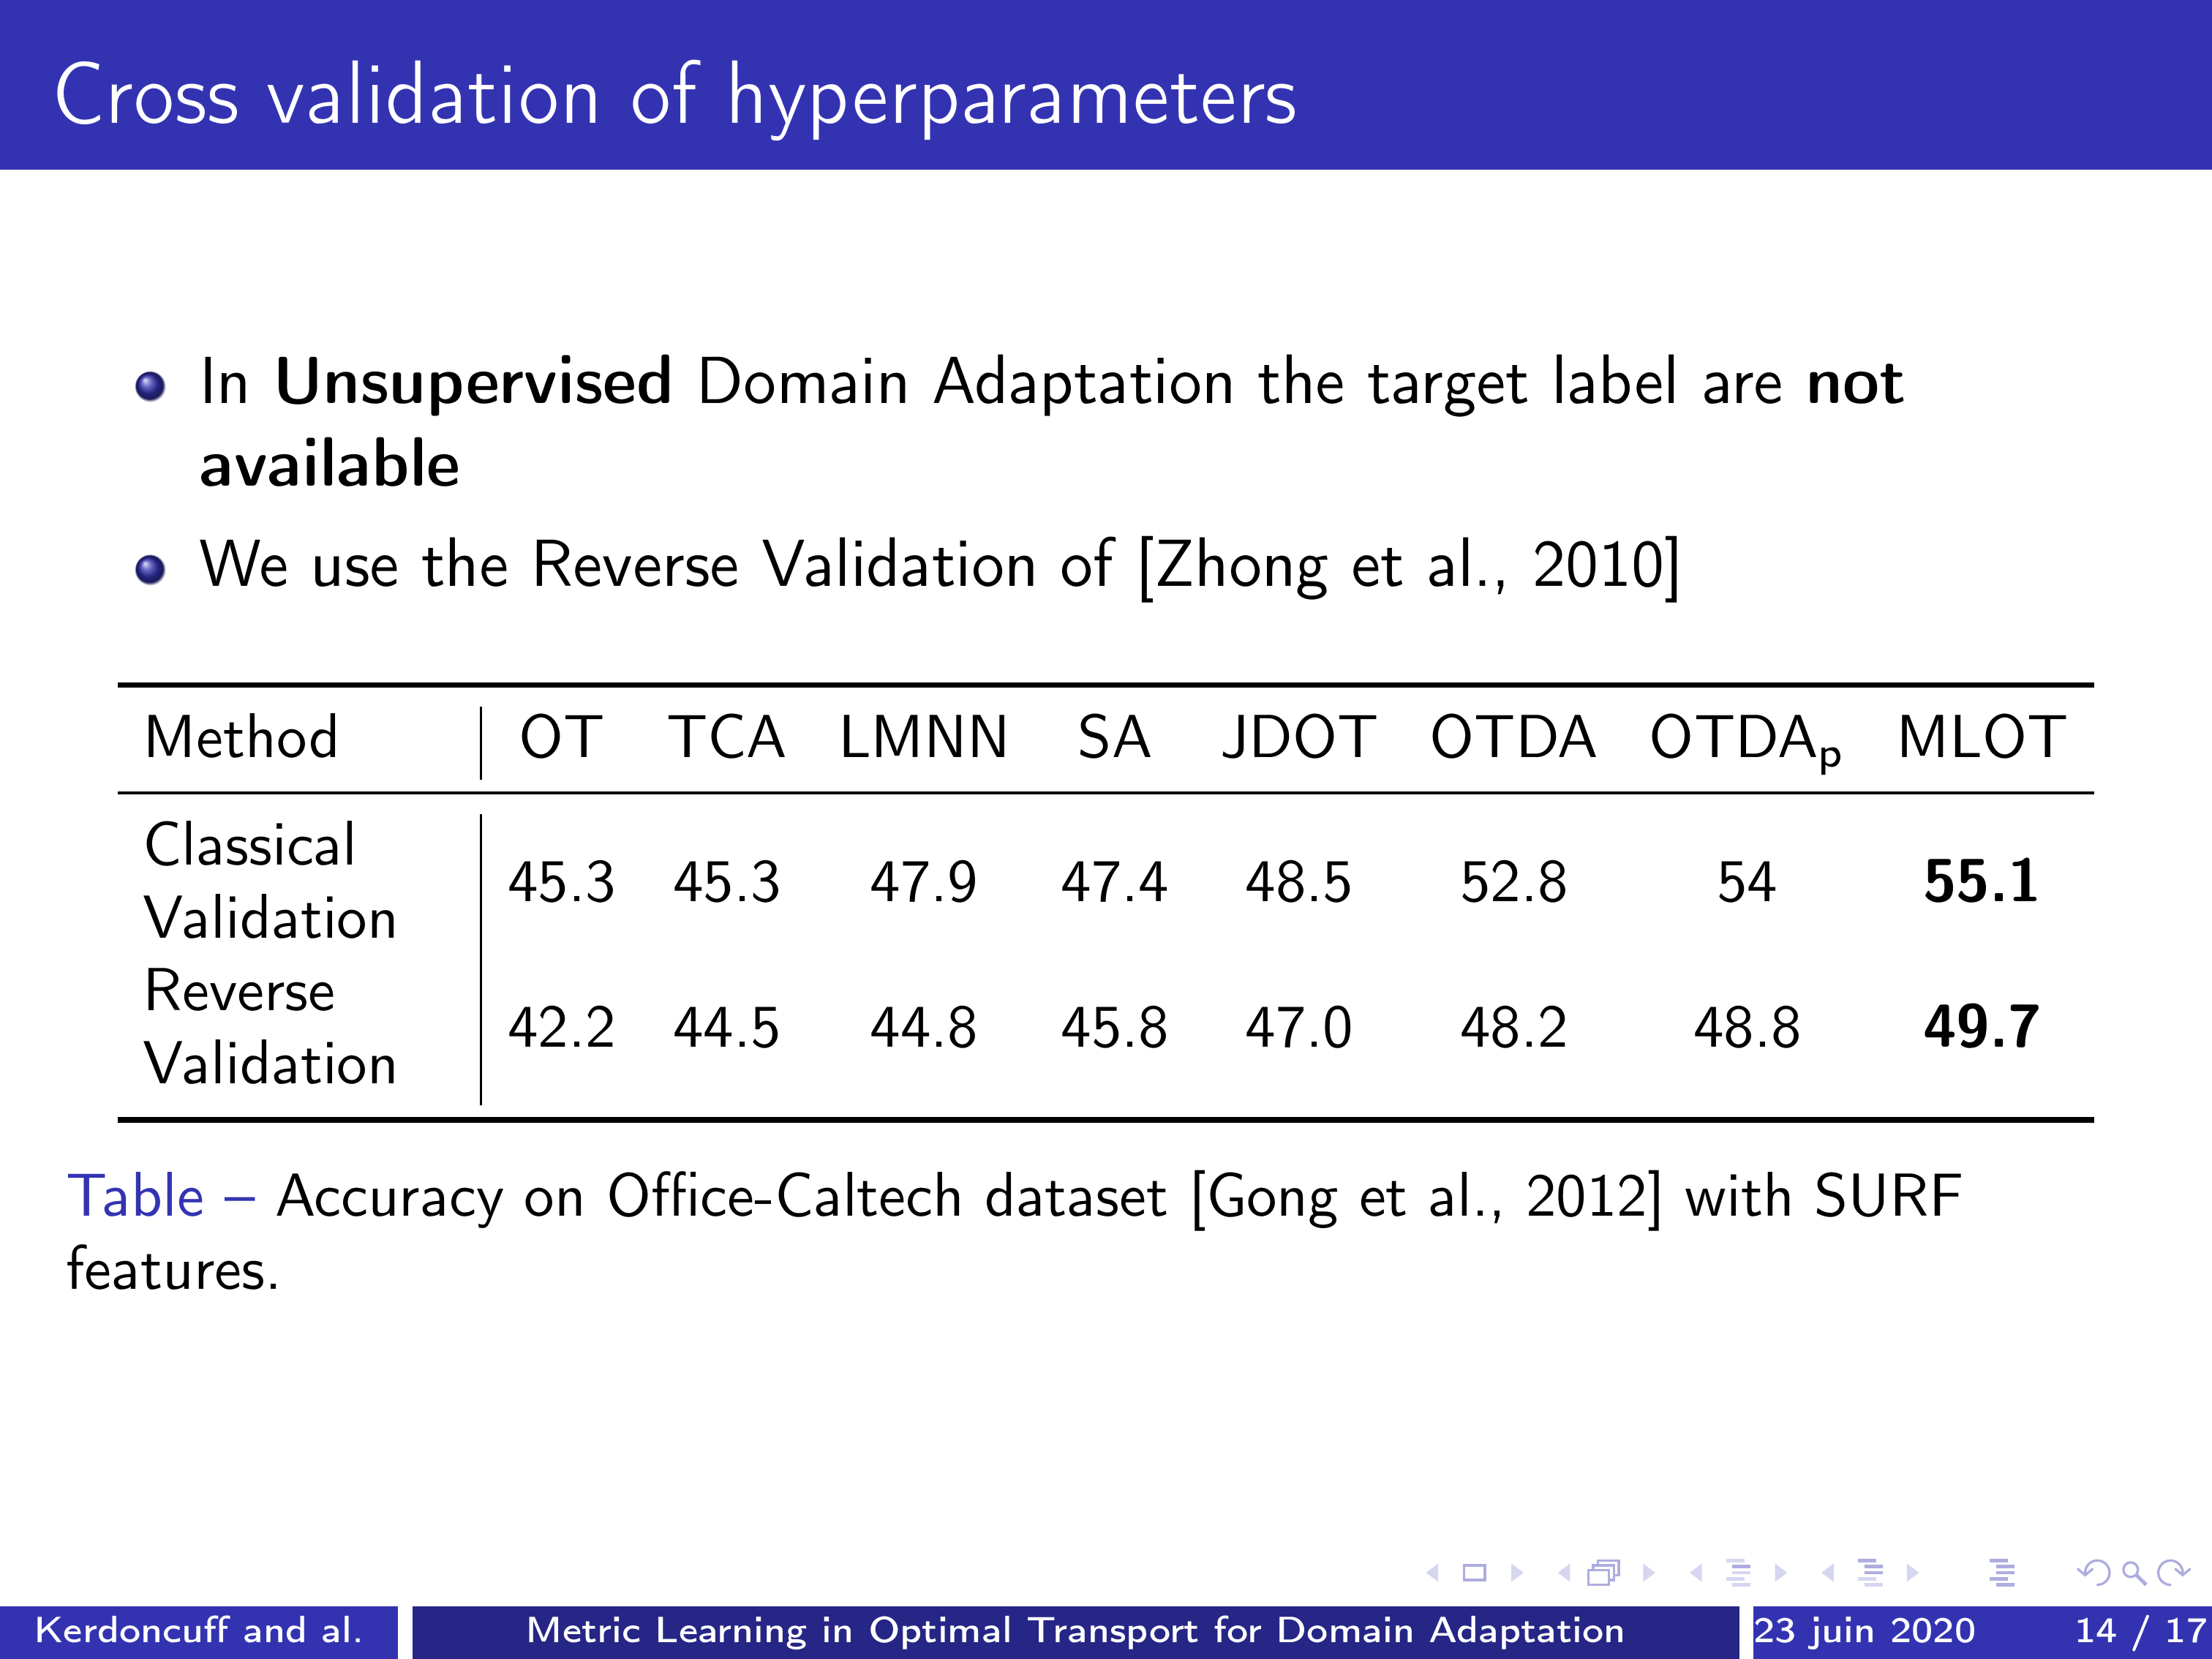 Cross validation of hyperparameters
In Unsupervised Domain Adaptation the target label are not
available
We use the Reverse Validation of [Zhong et al., 2010]
Method OT TCA LMNN SA JDOT OTDA OTDAp MLOT
Classical
Validation 45.3 45.3 47.9 47.4 48.5 52.8 54 55.1
Reverse
Validation 42.2 44.5 44.8 45.8 47.0 48.2 48.8 49.7
Table – Accuracy on Office-Caltech dataset [Gong et al., 2012] with SURF
features.
Kerdoncuff and al. Metric Learning in Optimal Transport for Domain Adaptation 23 juin 2020 14 / 17